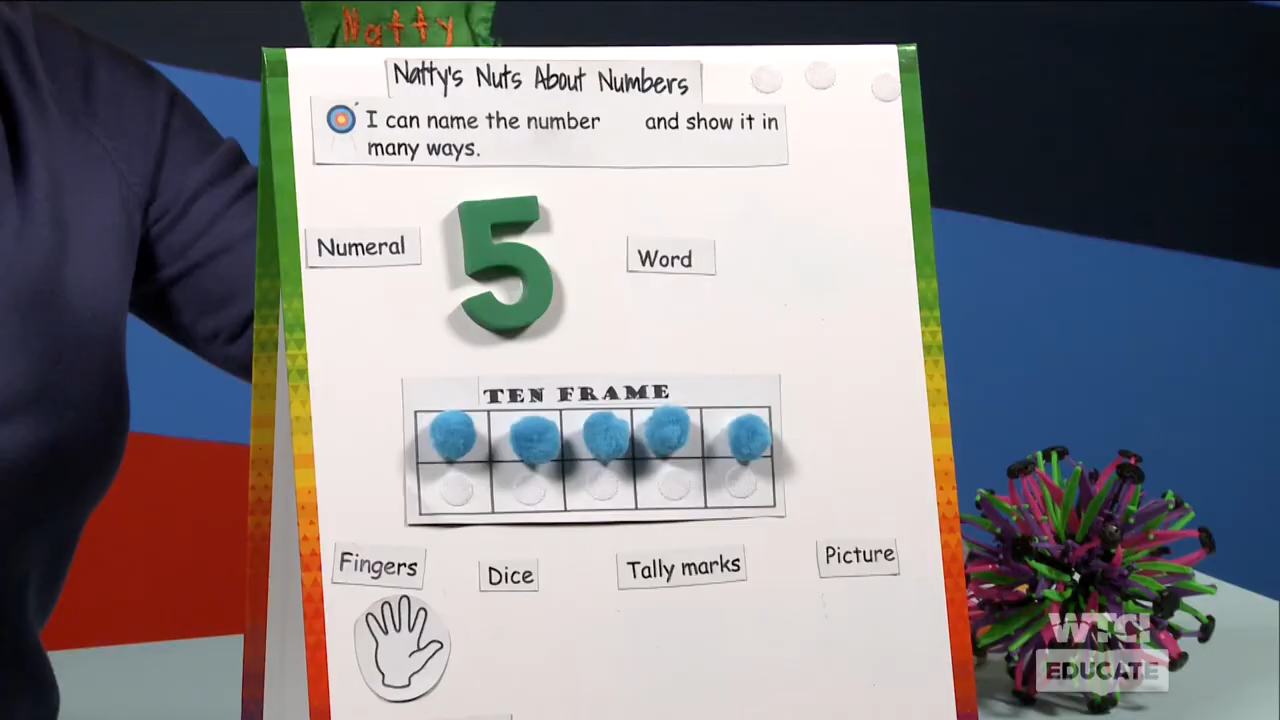 Natty
Natty's Nuts About Numbers
I can name the number and show it in
many ways.
Numeral
5
Word
TEN FRAME
Fingers
Dice
Tally marks
Picture
WTCI
EDUCATE